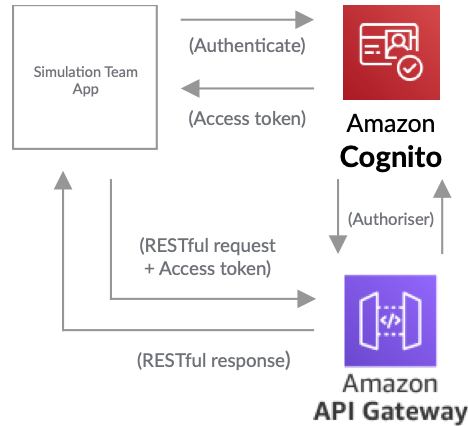 (Authenticate)
Simulation Team
App
(Access token)
Amazon
Cognito
(Authoriser)
(RESTful request
+ Access token)
</>
(RESTful response)
Amazon
API Gateway